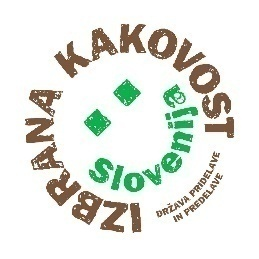 IZBRANA KAKOVOST
Slovenija
DRŽAVA PRIDELAVE
IN PREDELAVE